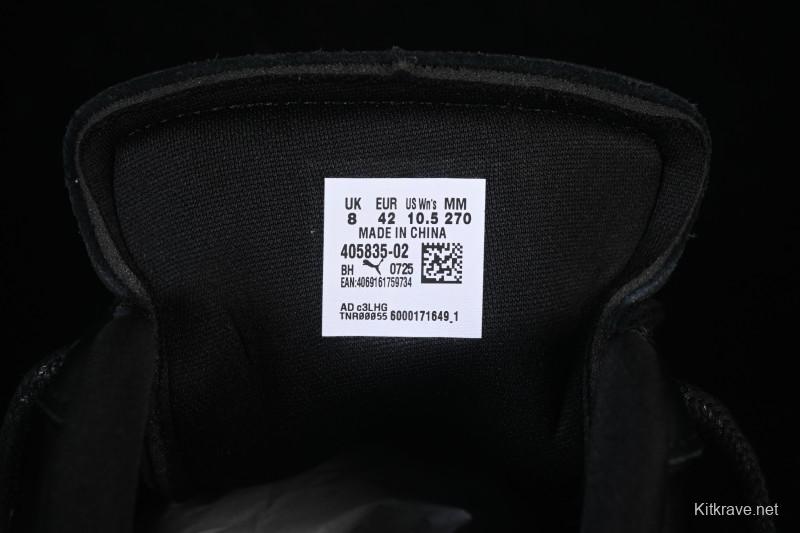 UK EUR US Wn's MM
8 42 10.5 270
MADE IN CHINA
405835-02
BH 0725
EAN:4069161759734
AD c3LHG
TNR00055 6000171649_1
Kitkrave.net